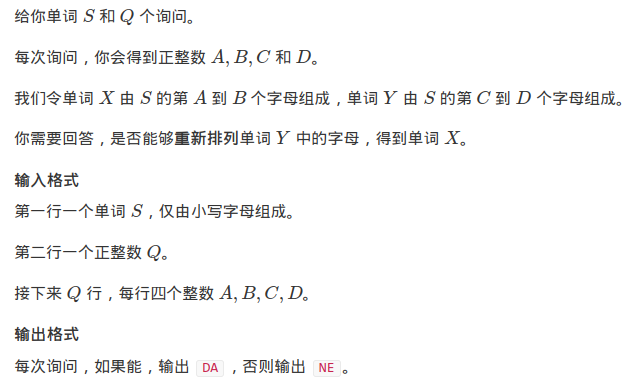 给你单词 S 和 Q 个询问。
每次询问，你会得到正整数 A, B, C 和 D。
我们令单词 X 由 S 的第 A 到 B 个字母组成，单词 Y 由 S 的第 C 到 D 个字母组成。
你需要回答，是否能够重新排列单词 Y 中的字母，得到单词 X。
输入格式
第一行一个单词 S，仅由小写字母组成。
第二行一个正整数 Q。
接下来 Q 行，每行四个整数 A, B, C, D。
输出格式
每次询问，如果能，输出 DA ，否则输出 NE 。